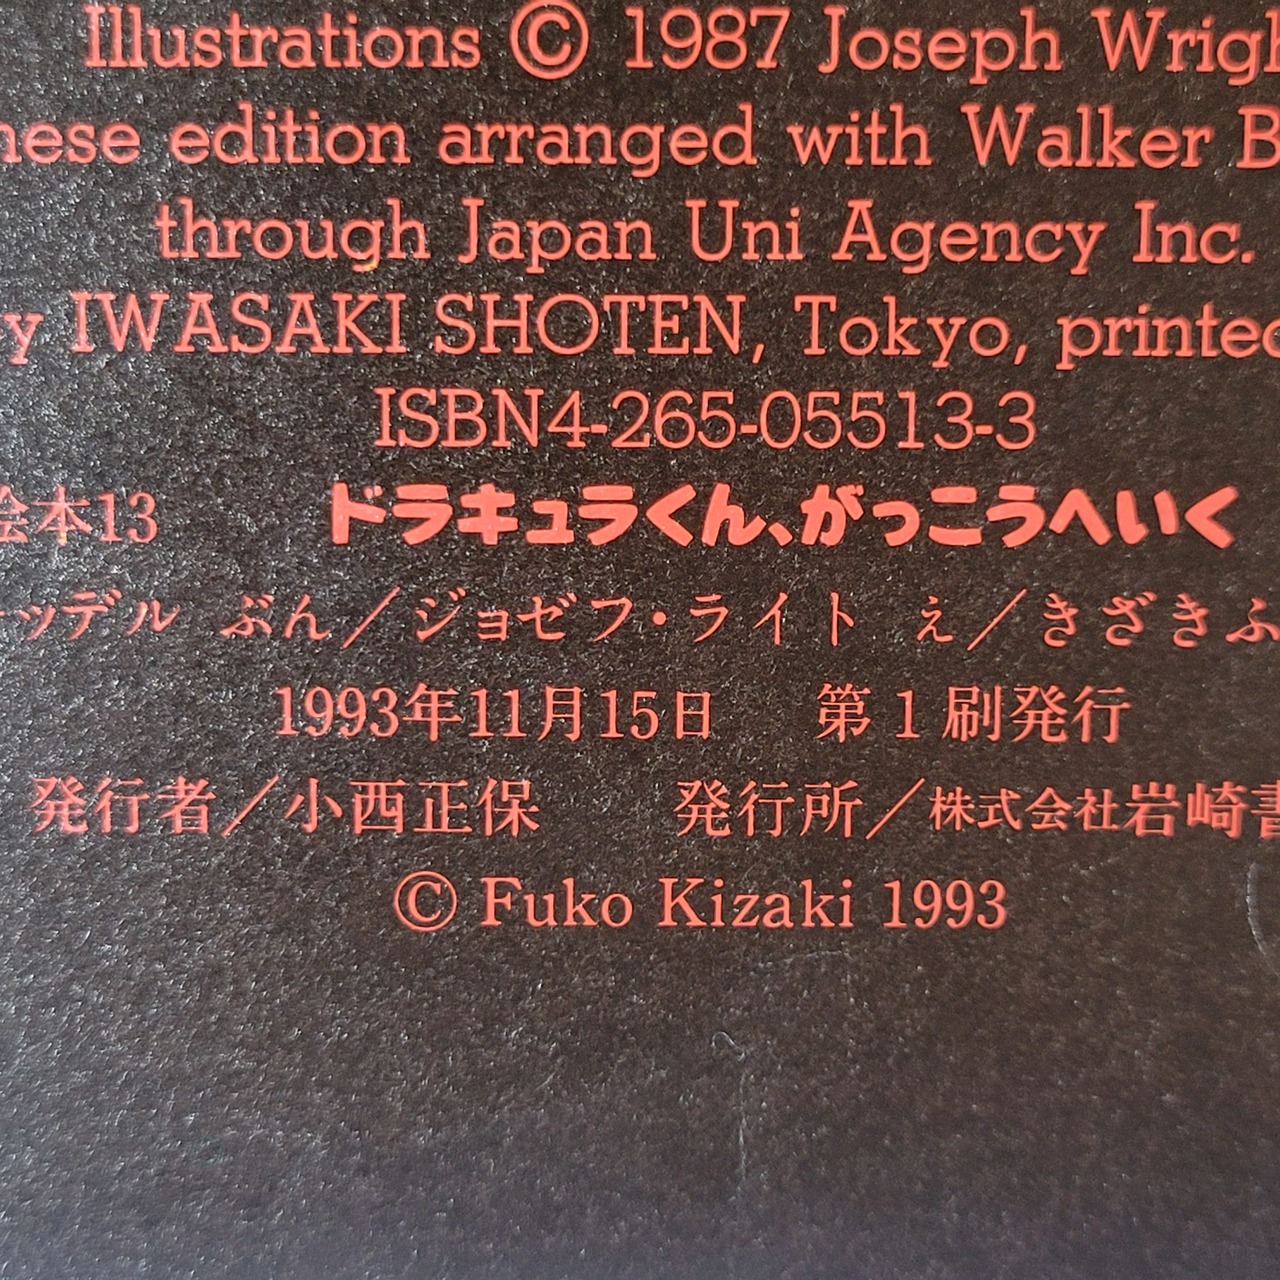 Illustrations © 1987 Joseph Wrigh
nese edition arranged with Walker B
through Japan Uni Agency Inc.
y IWASAKI SHOTEN, Tokyo, printed
ISBN4-265-05513-3
絵本13 ドラキュラくん、がっこうへいく
ッデル ぶん／ジョゼフ・ライト え／きざきふ
1993年11月15日 第1刷発行
発行者／小西正保 発行所／株式会社岩崎書
© Fuko Kizaki 1993